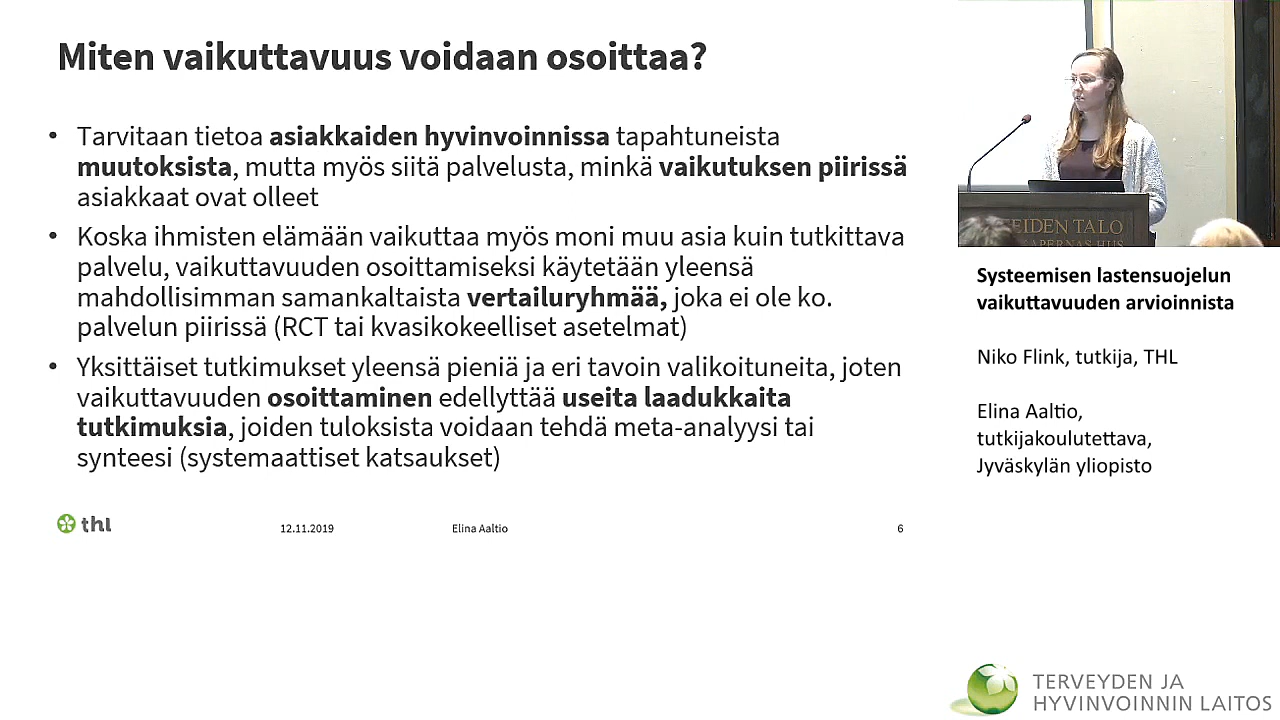 Miten vaikuttavuus voidaan osoittaa?
• Tarvitaan tietoa asiakkaiden hyvinvoinnissa tapahtuneista
muutoksista, mutta myös siitä palvelusta, minkä vaikutuksen piirissä
asiakkaat ovat olleet
• Koska ihmisten elämään vaikuttaa myös moni muu asia kuin tutkittava
palvelu, vaikuttavuuden osoittamiseksi käytetään yleensä
mahdollisimman samankaltaista vertailuryhmää, joka ei ole ko.
palvelun piirissä (RCT tai kvasikokeelliset asetelmat)
• Yksittäiset tutkimukset yleensä pieniä ja eri tavoin valikoituneita, joten
vaikuttavuuden osoittaminen edellyttää useita laadukkaita
tutkimuksia, joiden tuloksista voidaan tehdä meta-analyysi tai
synteesi (systemaattiset katsaukset)
thl
12.11.2019
Elina Aaltio
6
EIDEN TALO
APERNAS HUS
Systeemisen lastensuojelun
vaikuttavuuden arvioinnista
Niko Flink, tutkija, THL
Elina Aaltio,
tutkijakoulutettava,
Jyväskylän yliopisto
TERVEYDEN JA
HYVINVOINNIN LAITOS